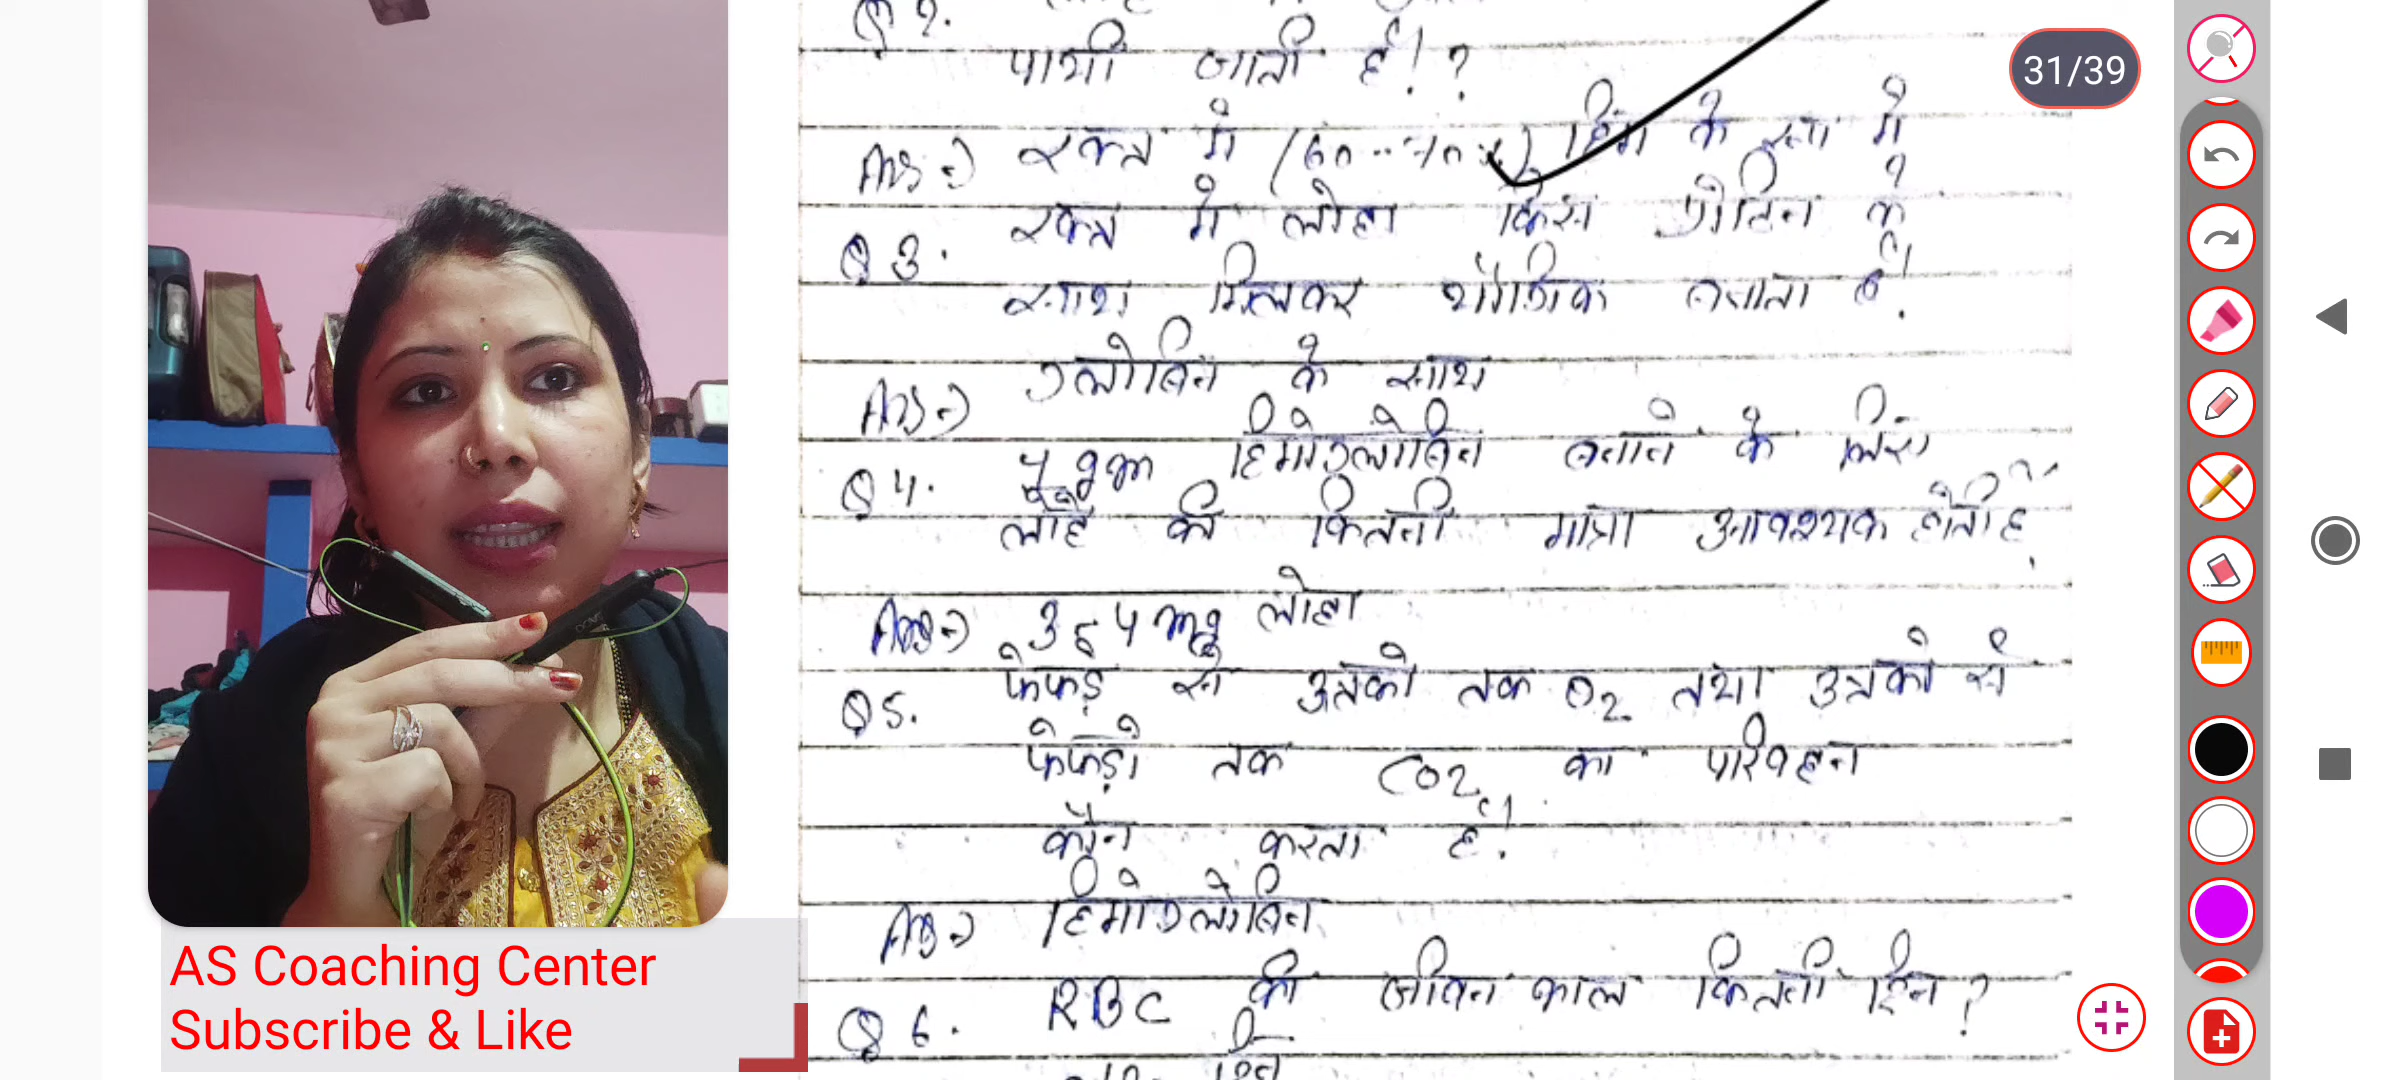 Q 2.
पायी जाती है। ?
Ans → रक्त में (60--70 %) हिम के रूप में
Q 3. रक्त में लोहा किस प्रोटिन के
साथ मिलकर यौगिक बनाता है।
Ans → ग्लोबिन के साथ
Q 4. हिमोग्लोबिन बनाने के लिए
लोहे की कितनी मात्रा आवश्यक होती है
Ans → 3.4 mg लोहा
Q 5. फेफड़े से उत्तको तक O2 तथा उत्तको से
फेफड़ो तक CO2 का परिवहन
कौन करता है।
Ans → हिमोग्लोबिन
Q 6. RBC की जीवन काल कितनी दिन ?
31/39
AS Coaching Center
Subscribe & Like